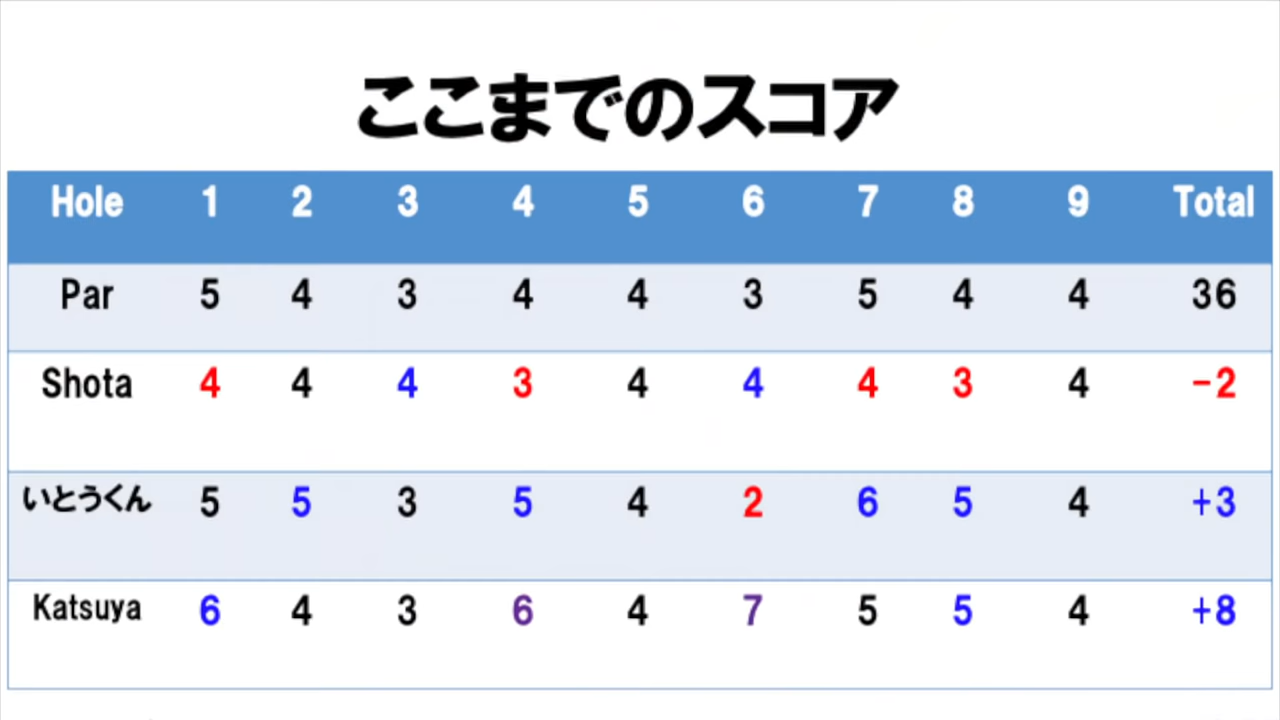 ここまでのスコア
Hole 1 2 3 4 5 6 7 8 9 Total
Par 5 4 3 4 4 3 5 4 4 36
Shota 4 4 4 3 4 4 4 3 4 -2
いとうくん 5 5 3 5 4 2 6 5 4 +3
Katsuya 6 4 3 6 4 7 5 5 4 +8